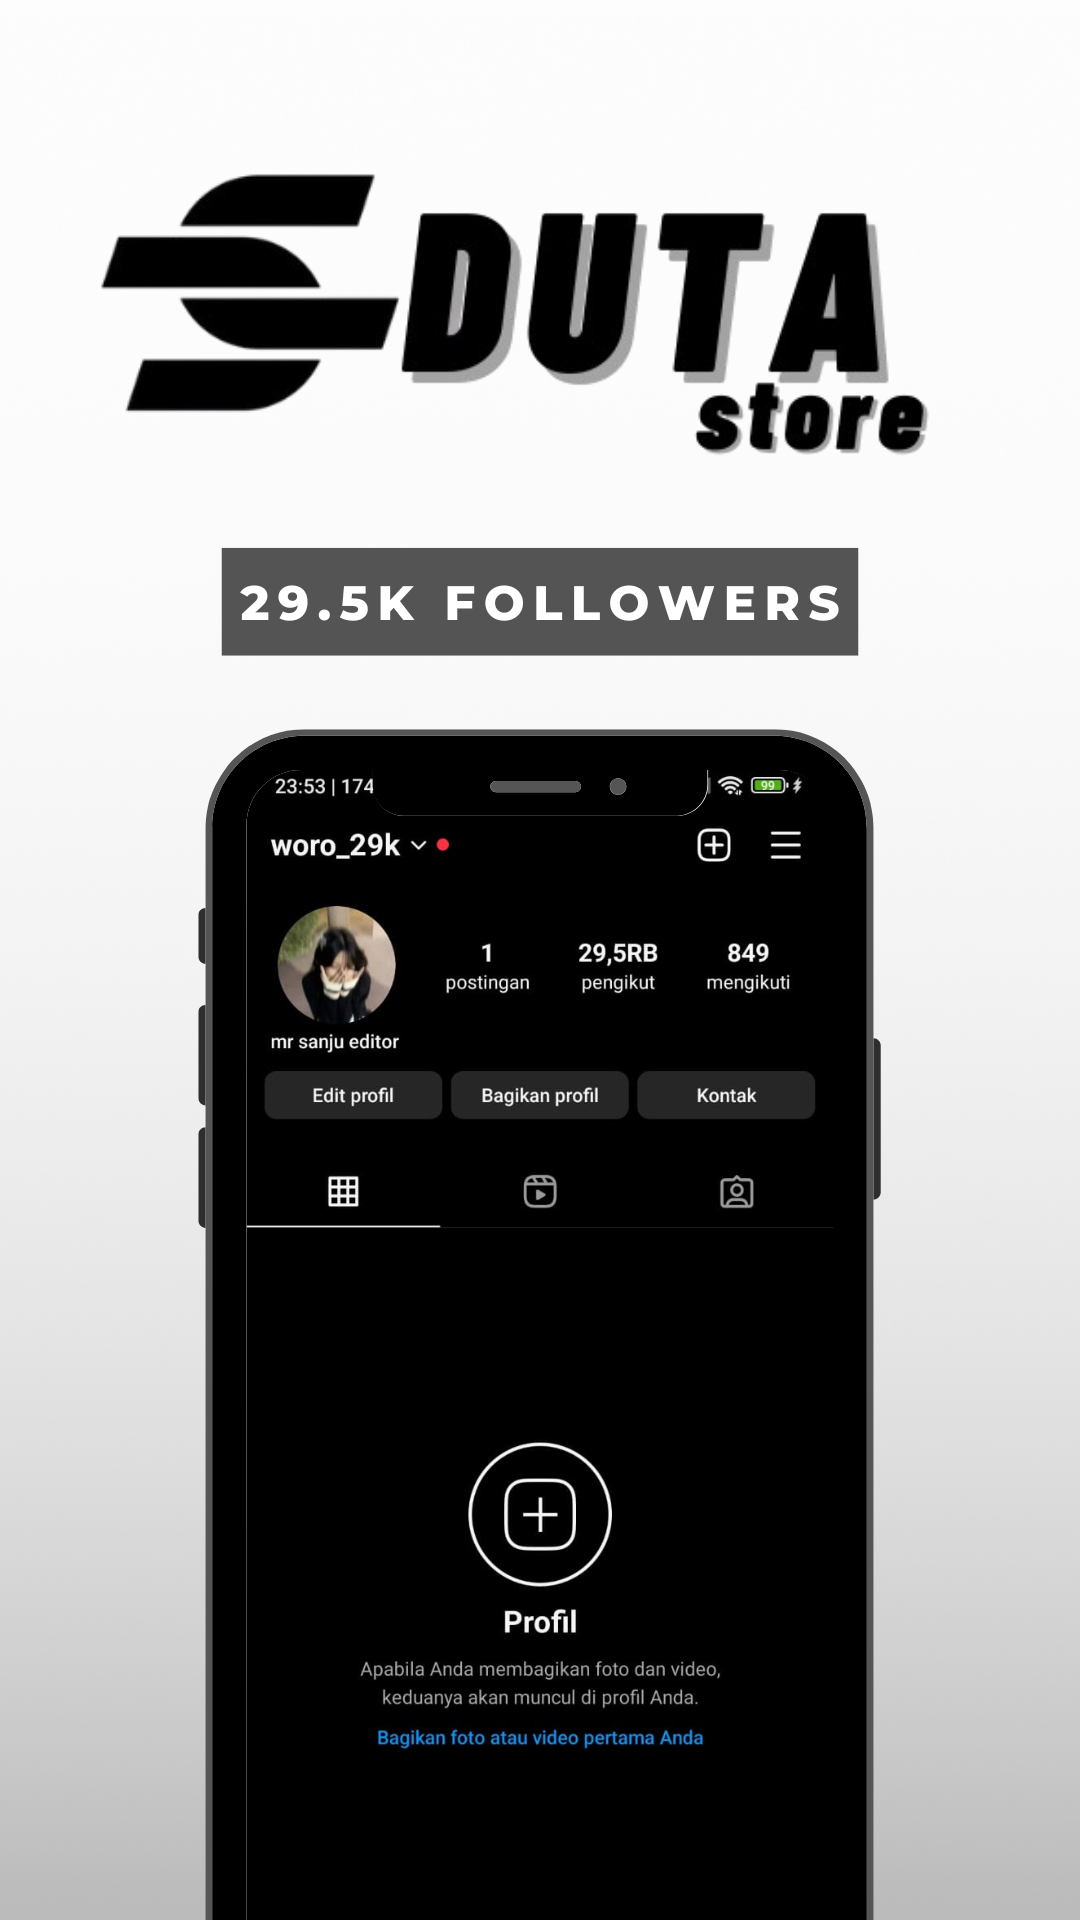 DUTA
store
29.5K FOLLOWERS
23:53 | 174
99
woro_29k
1 29,5RB 849
postingan pengikut mengikuti
mr sanju editor
Edit profil Bagikan profil Kontak
Profil
Apabila Anda membagikan foto dan video,
keduanya akan muncul di profil Anda.
Bagikan foto atau video pertama Anda